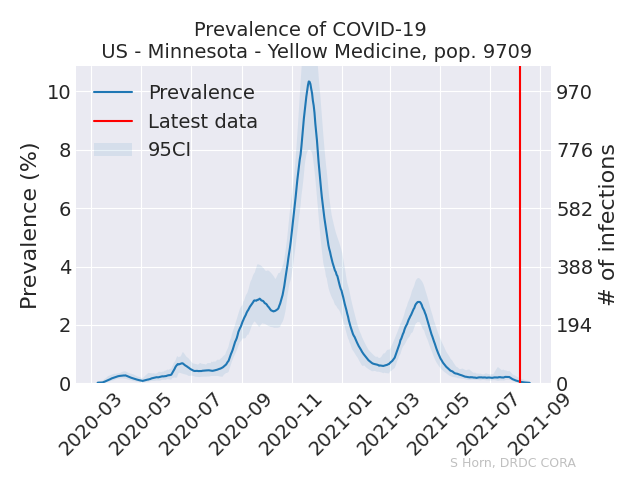 Prevalence of COVID-19
US - Minnesota - Yellow Medicine, pop. 9709
Prevalence
Latest data
95CI
Prevalence (%)
10
8
6
4
2
0
# of infections
970
776
582
388
194
0
2020-03
2020-05
2020-07
2020-09
2020-11
2021-01
2021-03
2021-05
2021-07
2021-09
S Horn, DRDC CORA